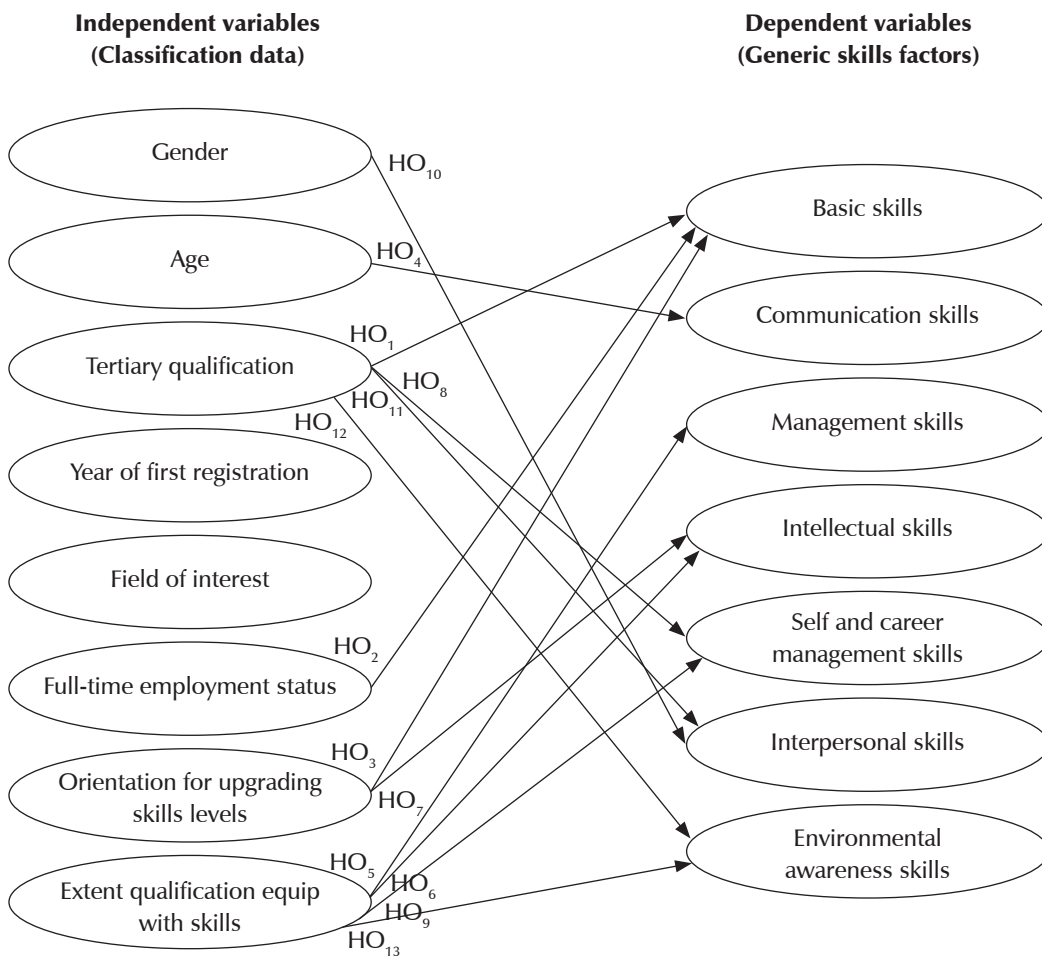 Independent variables
(Classification data)
Dependent variables
(Generic skills factors)
Gender
HO₁₀
Basic skills
Age
HO₄
Communication skills
HO₁
Tertiary qualification
HO₈
HO₁₁
HO₁₂
Management skills
Year of first registration
Intellectual skills
Field of interest
Self and career
management skills
HO₂
Full-time employment status
Interpersonal skills
HO₃
Orientation for upgrading
skills levels
HO₇
Environmental
awareness skills
HO₅
Extent qualification equip
with skills
HO₆
HO₉
HO₁₃